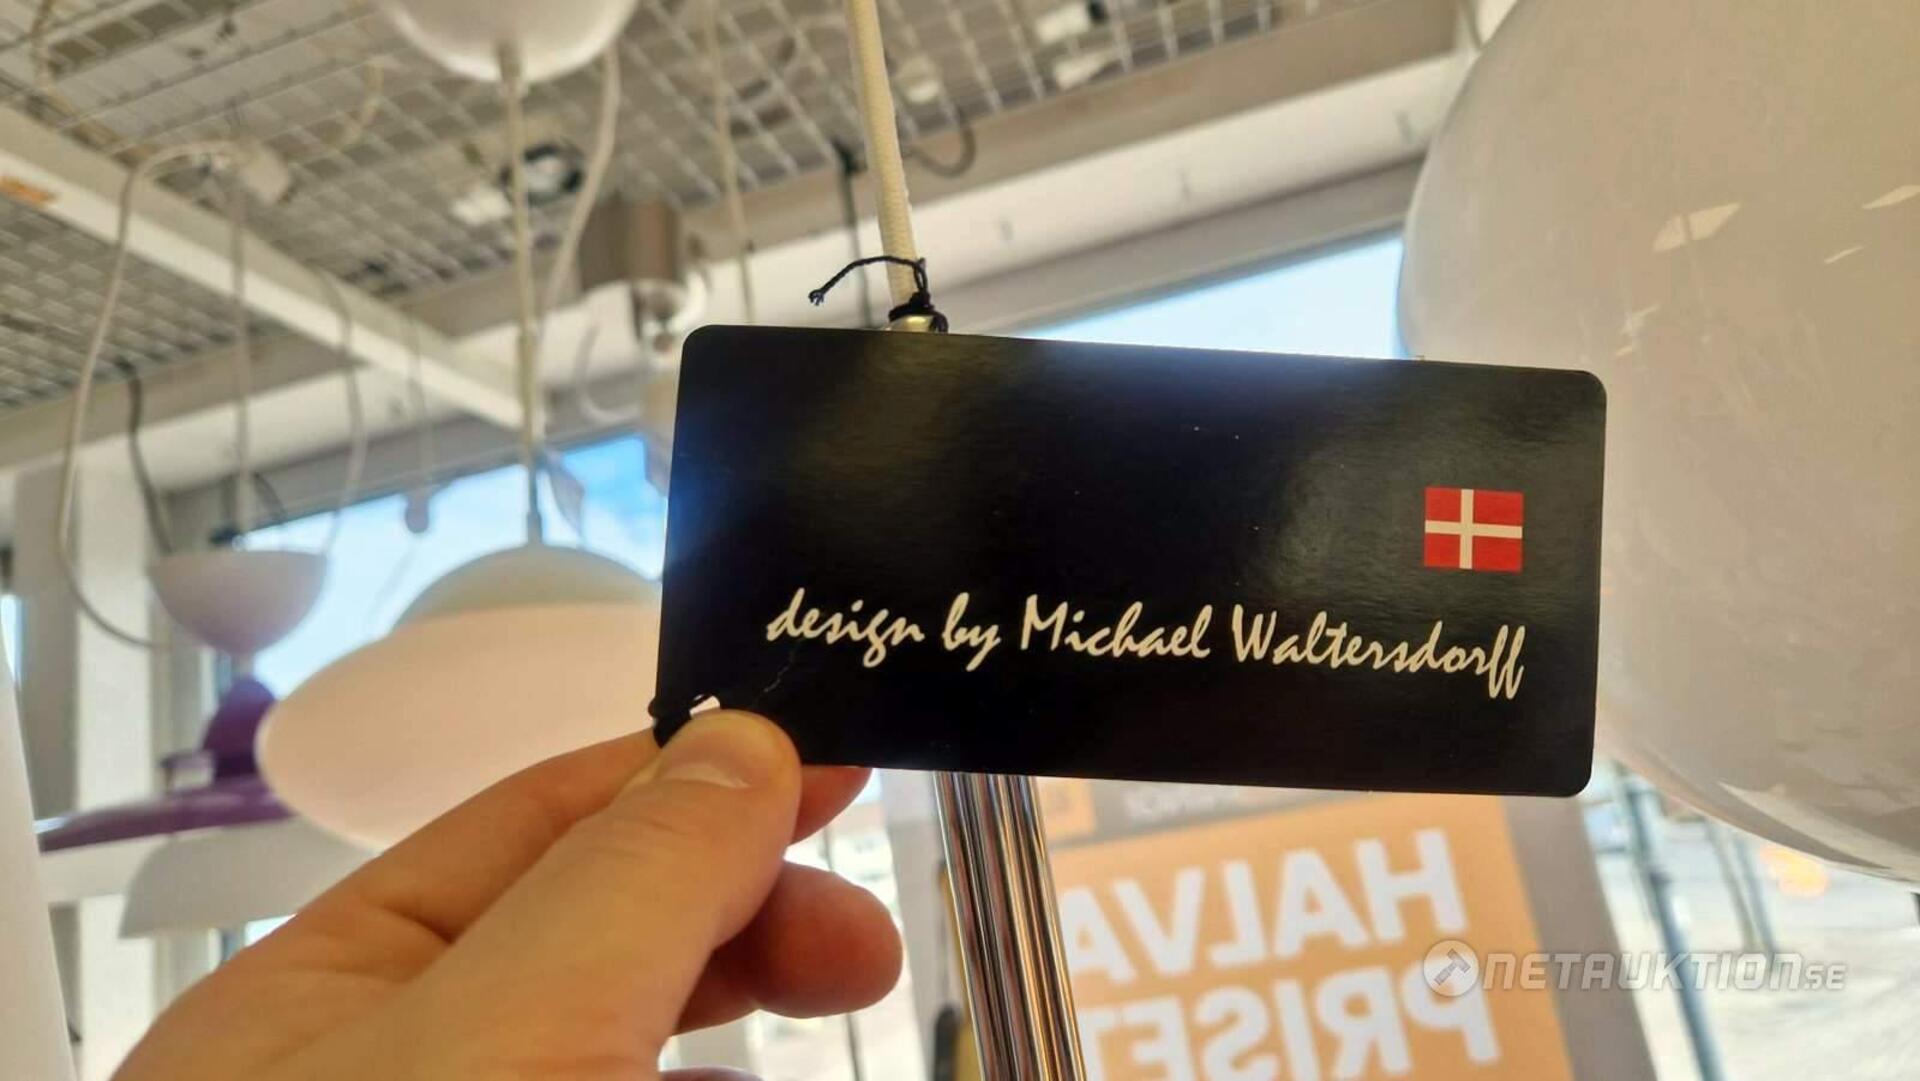 design by Michael Waltersdorff
HALVA
PRISET
NETAUKTION.SE